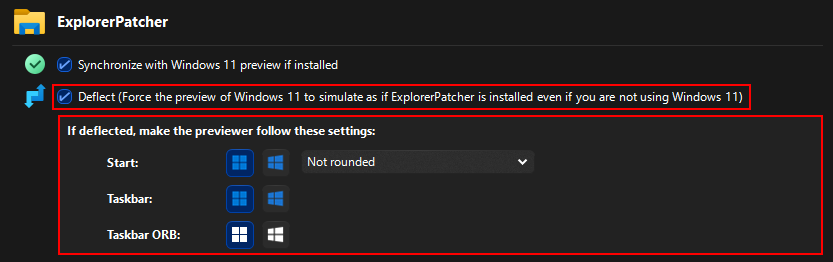 ExplorerPatcher
Synchronize with Windows 11 preview if installed
Deflect (Force the preview of Windows 11 to simulate as if ExplorerPatcher is installed even if you are not using Windows 11)
If deflected, make the previewer follow these settings:
Start: Not rounded
Taskbar:
Taskbar ORB: